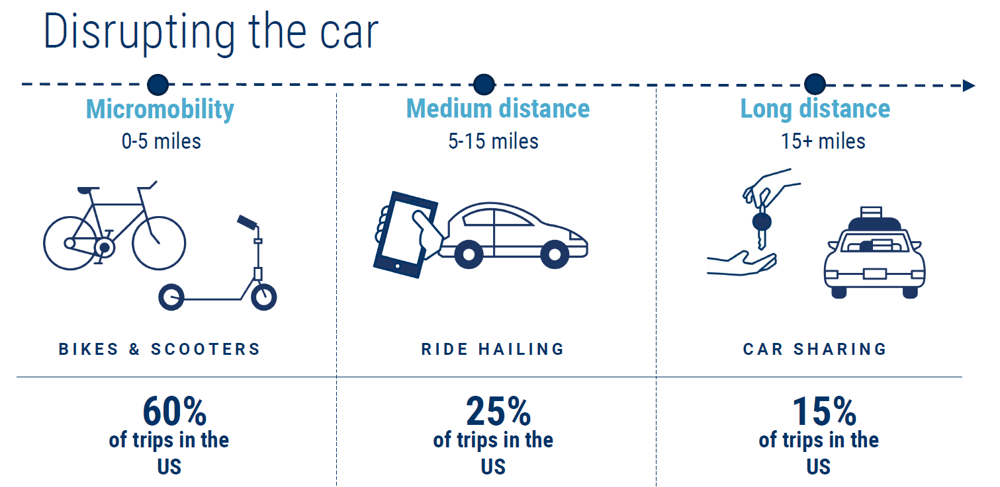 Disrupting the car
Micromobility
0-5 miles
BIKES & SCOOTERS
60%
of trips in the
US
Medium distance
5-15 miles
RIDE HAILING
25%
of trips in the
US
Long distance
15+ miles
CAR SHARING
15%
of trips in the
US